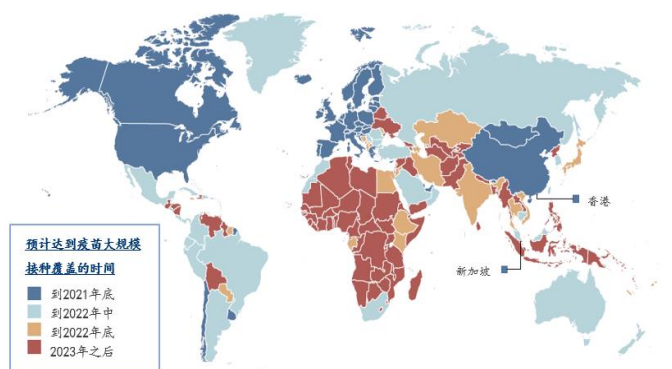 香港
新加坡
预计达到疫苗大规模
接种覆盖的时间
到2021年底
到2022年中
到2022年底
2023年之后